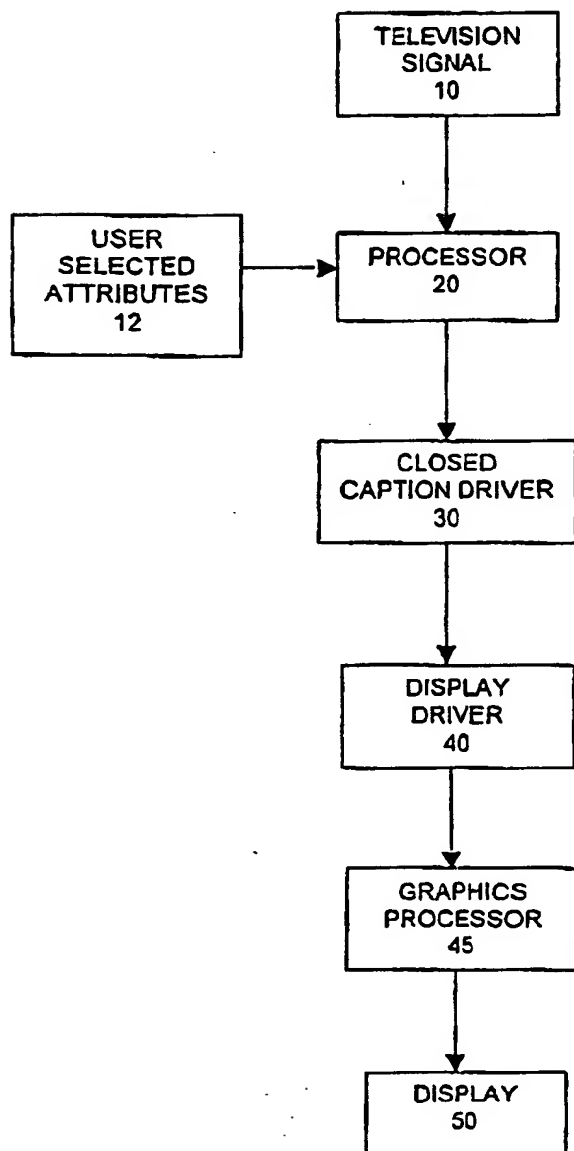 TELEVISION
SIGNAL
10
USER
SELECTED
ATTRIBUTES
12
PROCESSOR
20
CLOSED
CAPTION DRIVER
30
DISPLAY
DRIVER
40
GRAPHICS
PROCESSOR
45
DISPLAY
50